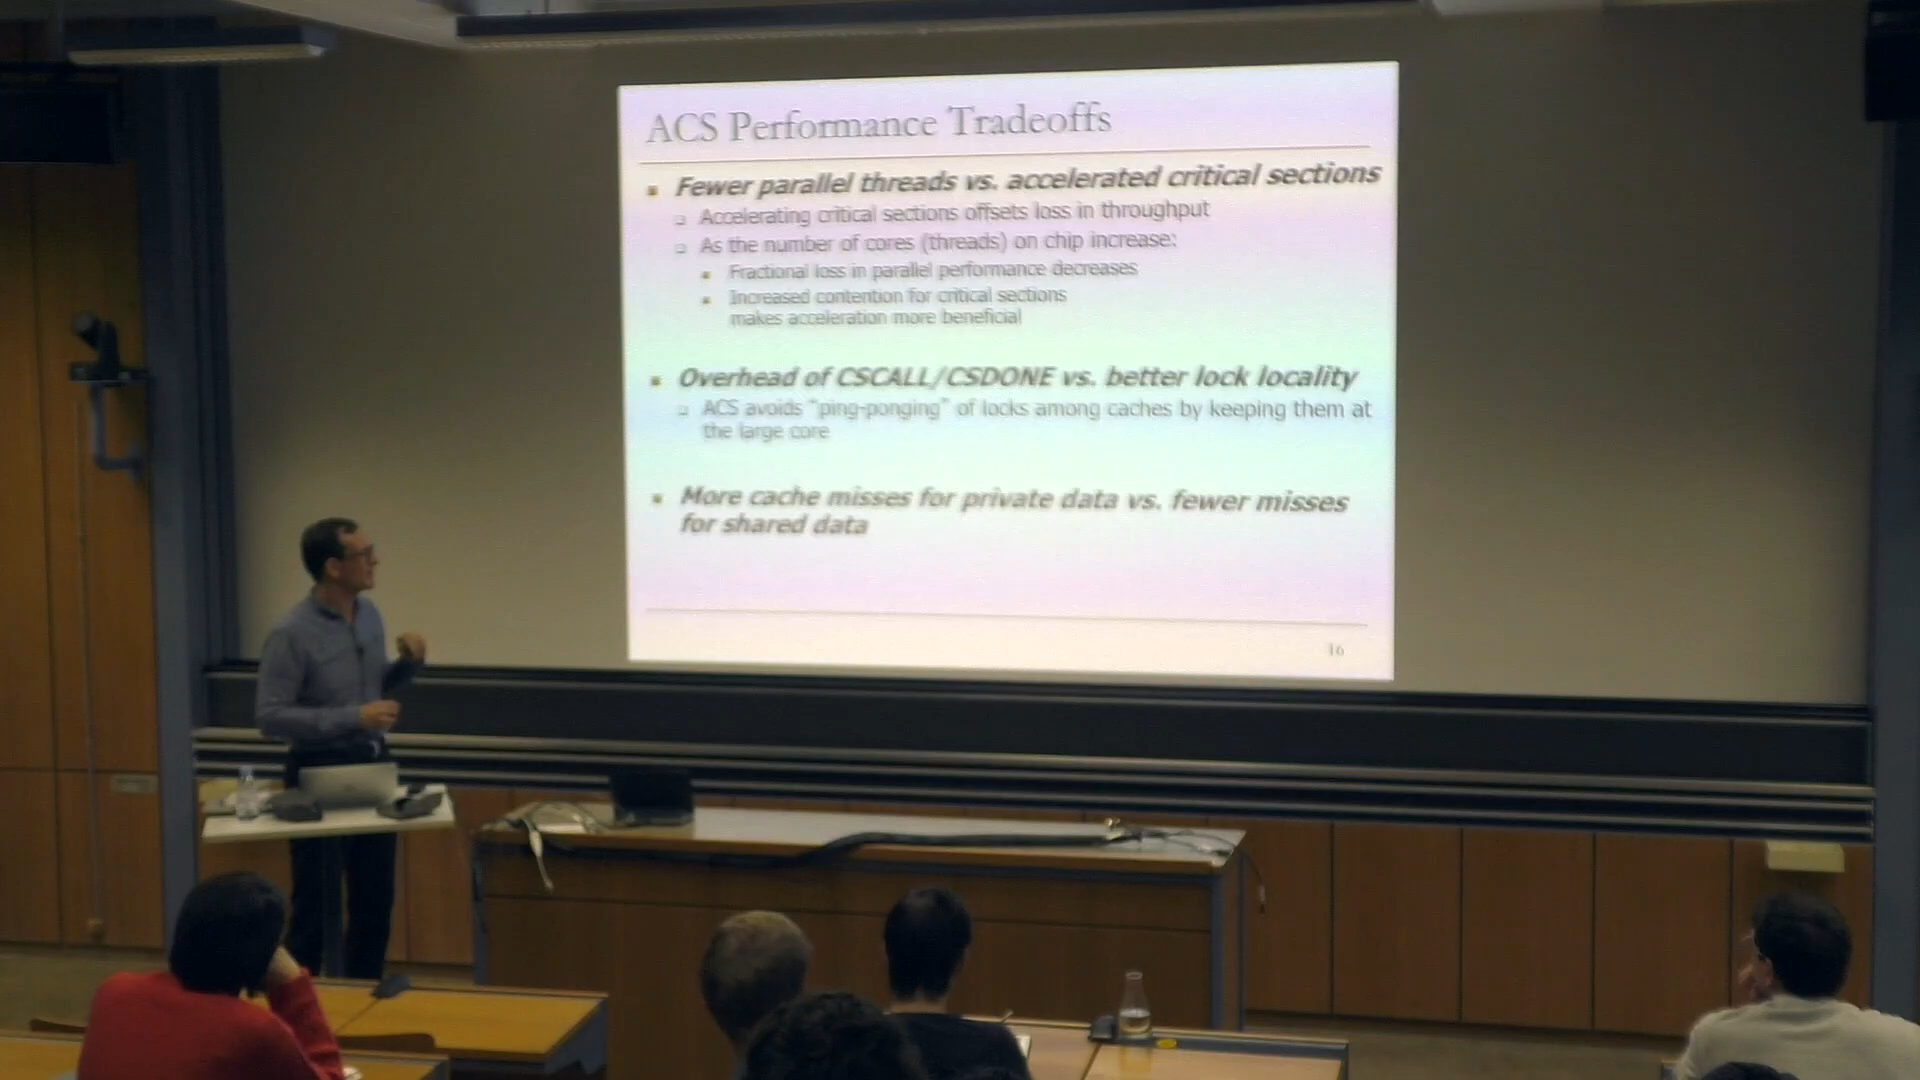 ACS Performance Tradeoffs
Fewer parallel threads vs. accelerated critical sections
Accelerating critical sections offsets loss in throughput
As the number of cores (threads) on chip increase:
Fractional loss in parallel performance decreases
Increased contention for critical sections
makes acceleration more beneficial
Overhead of CSCALL/CSDONE vs. better lock locality
ACS avoids “ping-ponging” of locks among caches by keeping them at
the large core
More cache misses for private data vs. fewer misses
for shared data
16